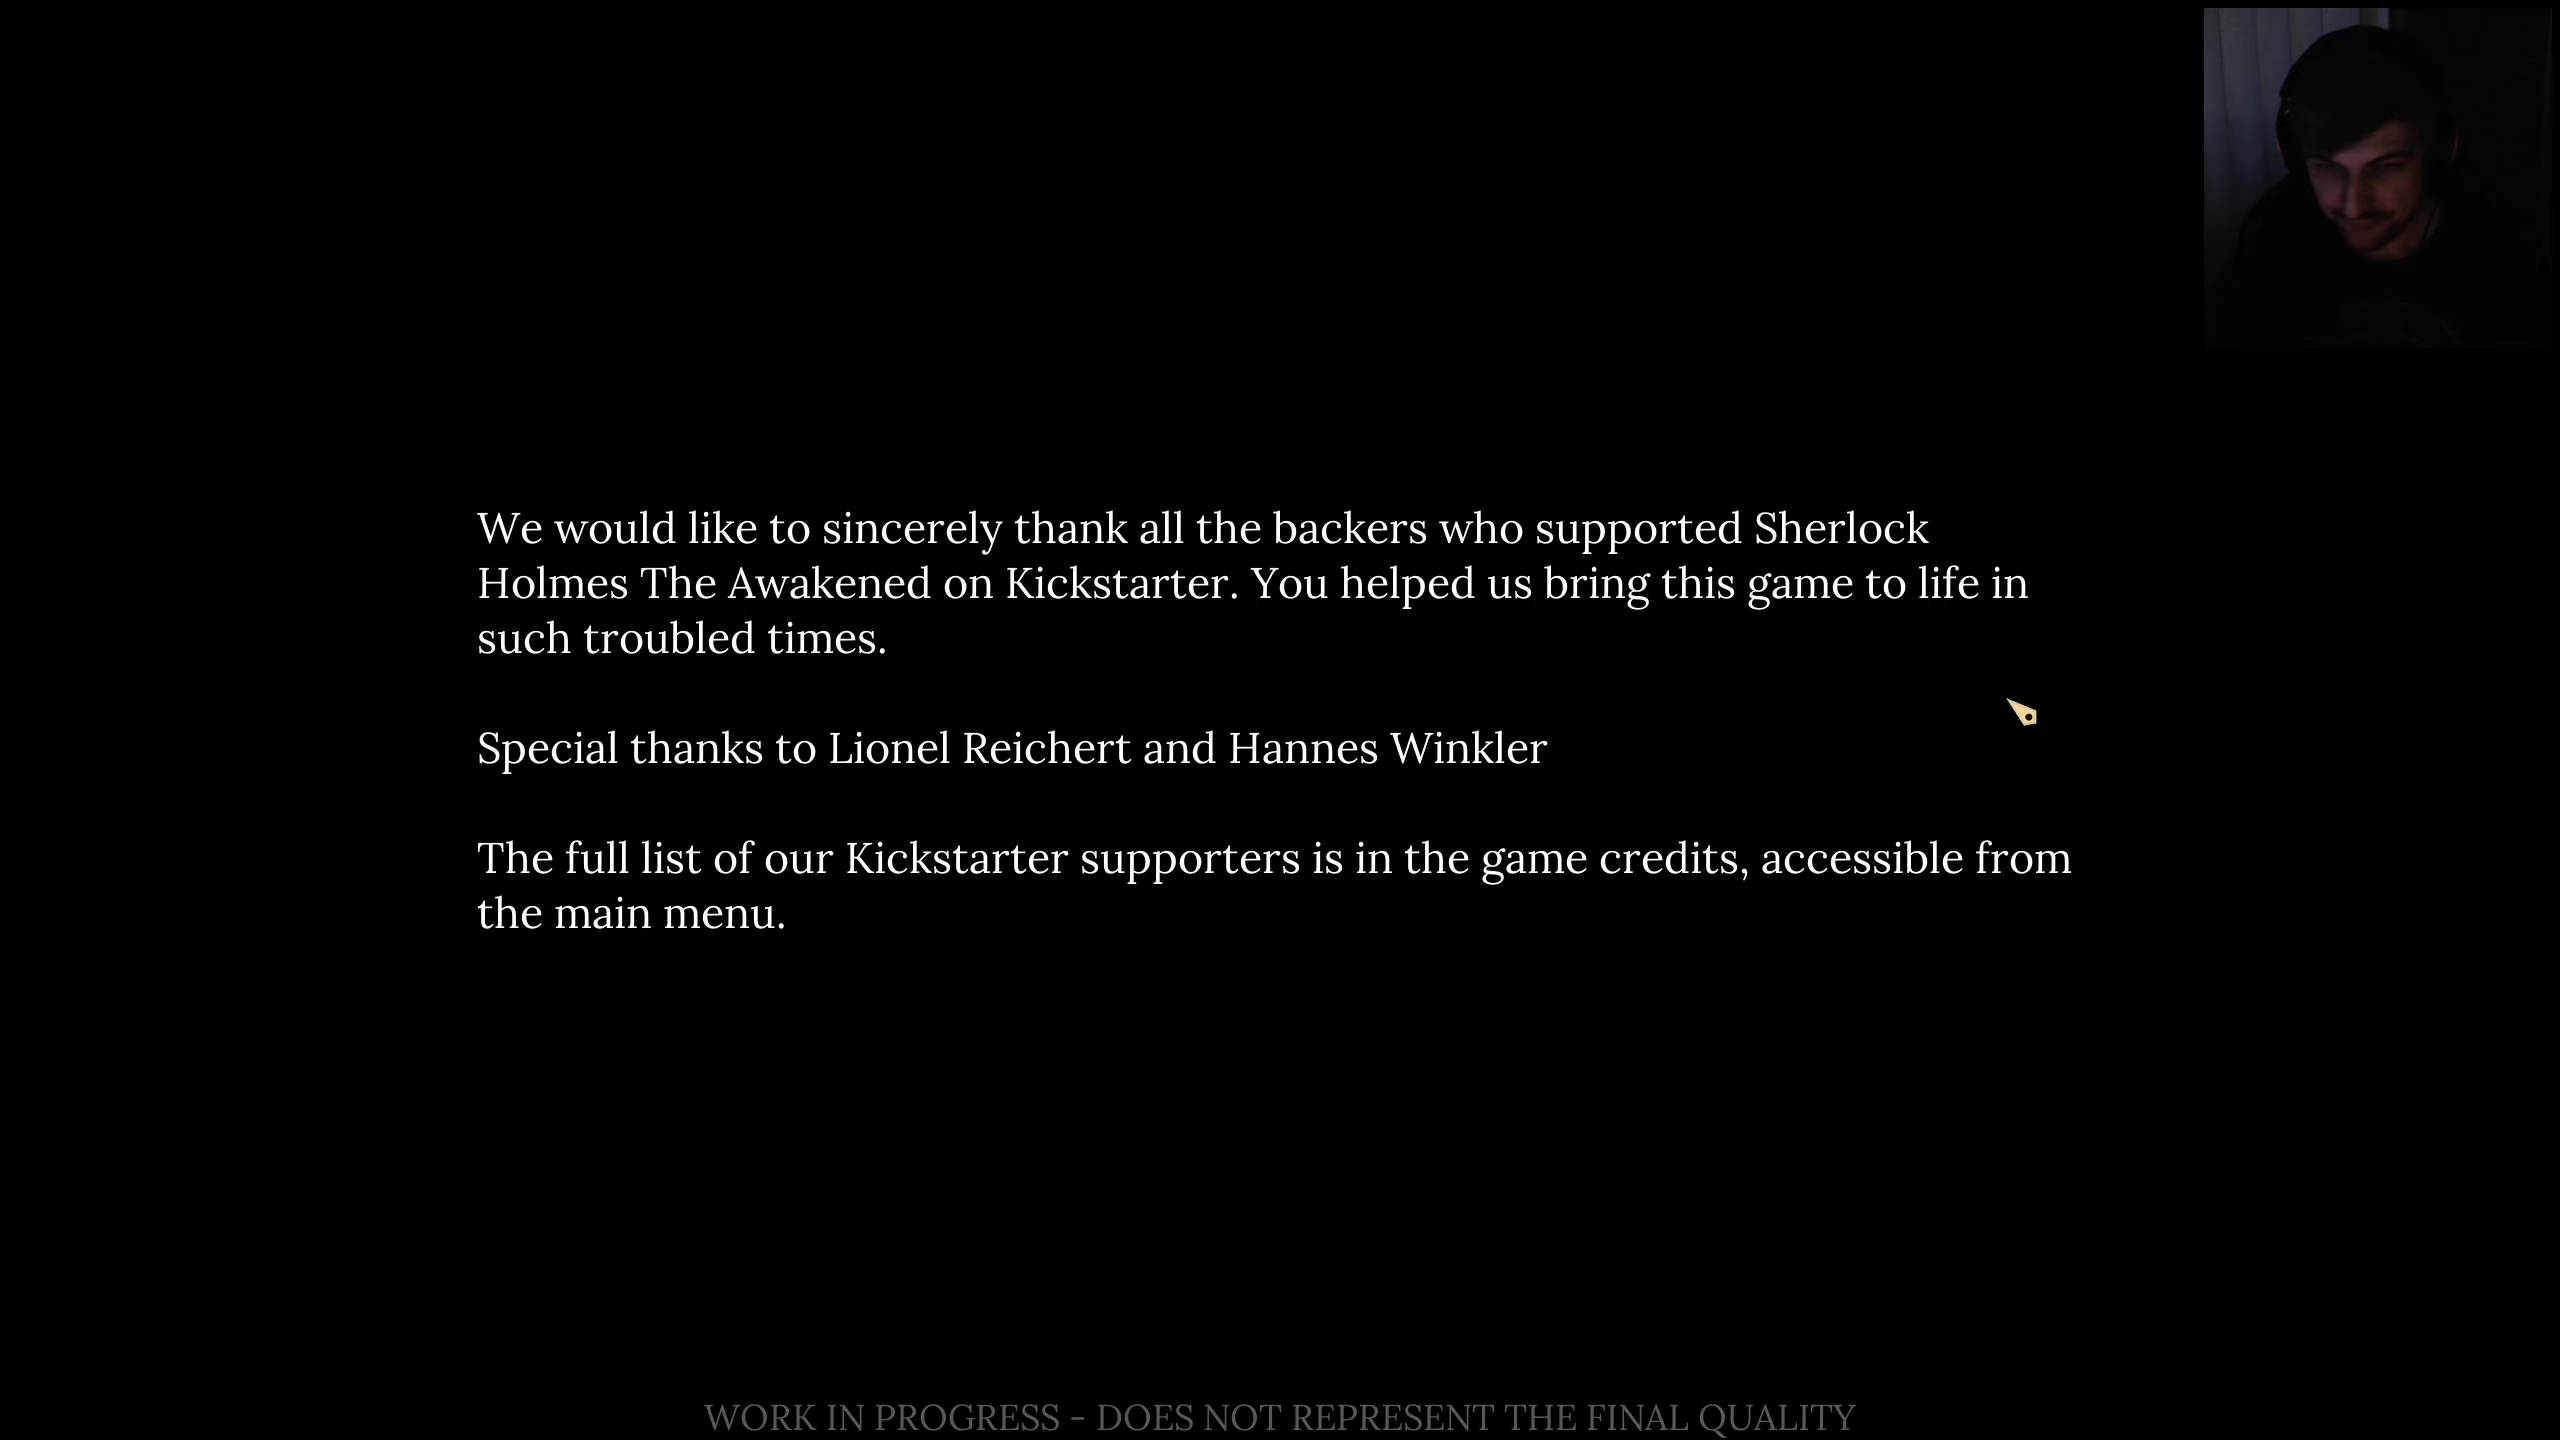 We would like to sincerely thank all the backers who supported Sherlock
Holmes The Awakened on Kickstarter. You helped us bring this game to life in
such troubled times.
Special thanks to Lionel Reichert and Hannes Winkler
The full list of our Kickstarter supporters is in the game credits, accessible from
the main menu.
WORK IN PROGRESS - DOES NOT REPRESENT THE FINAL QUALITY